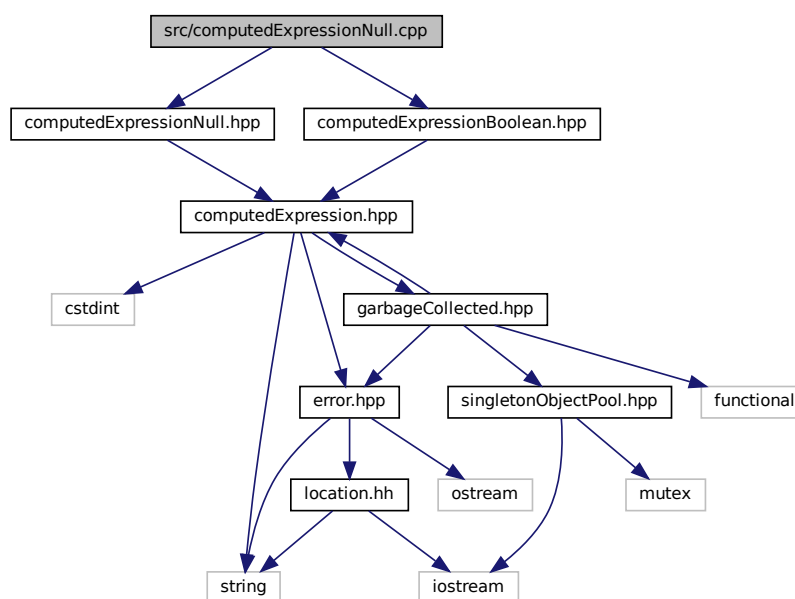 src/computedExpressionNull.cpp
computedExpressionNull.hpp
computedExpressionBoolean.hpp
computedExpression.hpp
cstdint
garbageCollected.hpp
error.hpp
singletonObjectPool.hpp
functional
location.hh
ostream
mutex
string
iostream